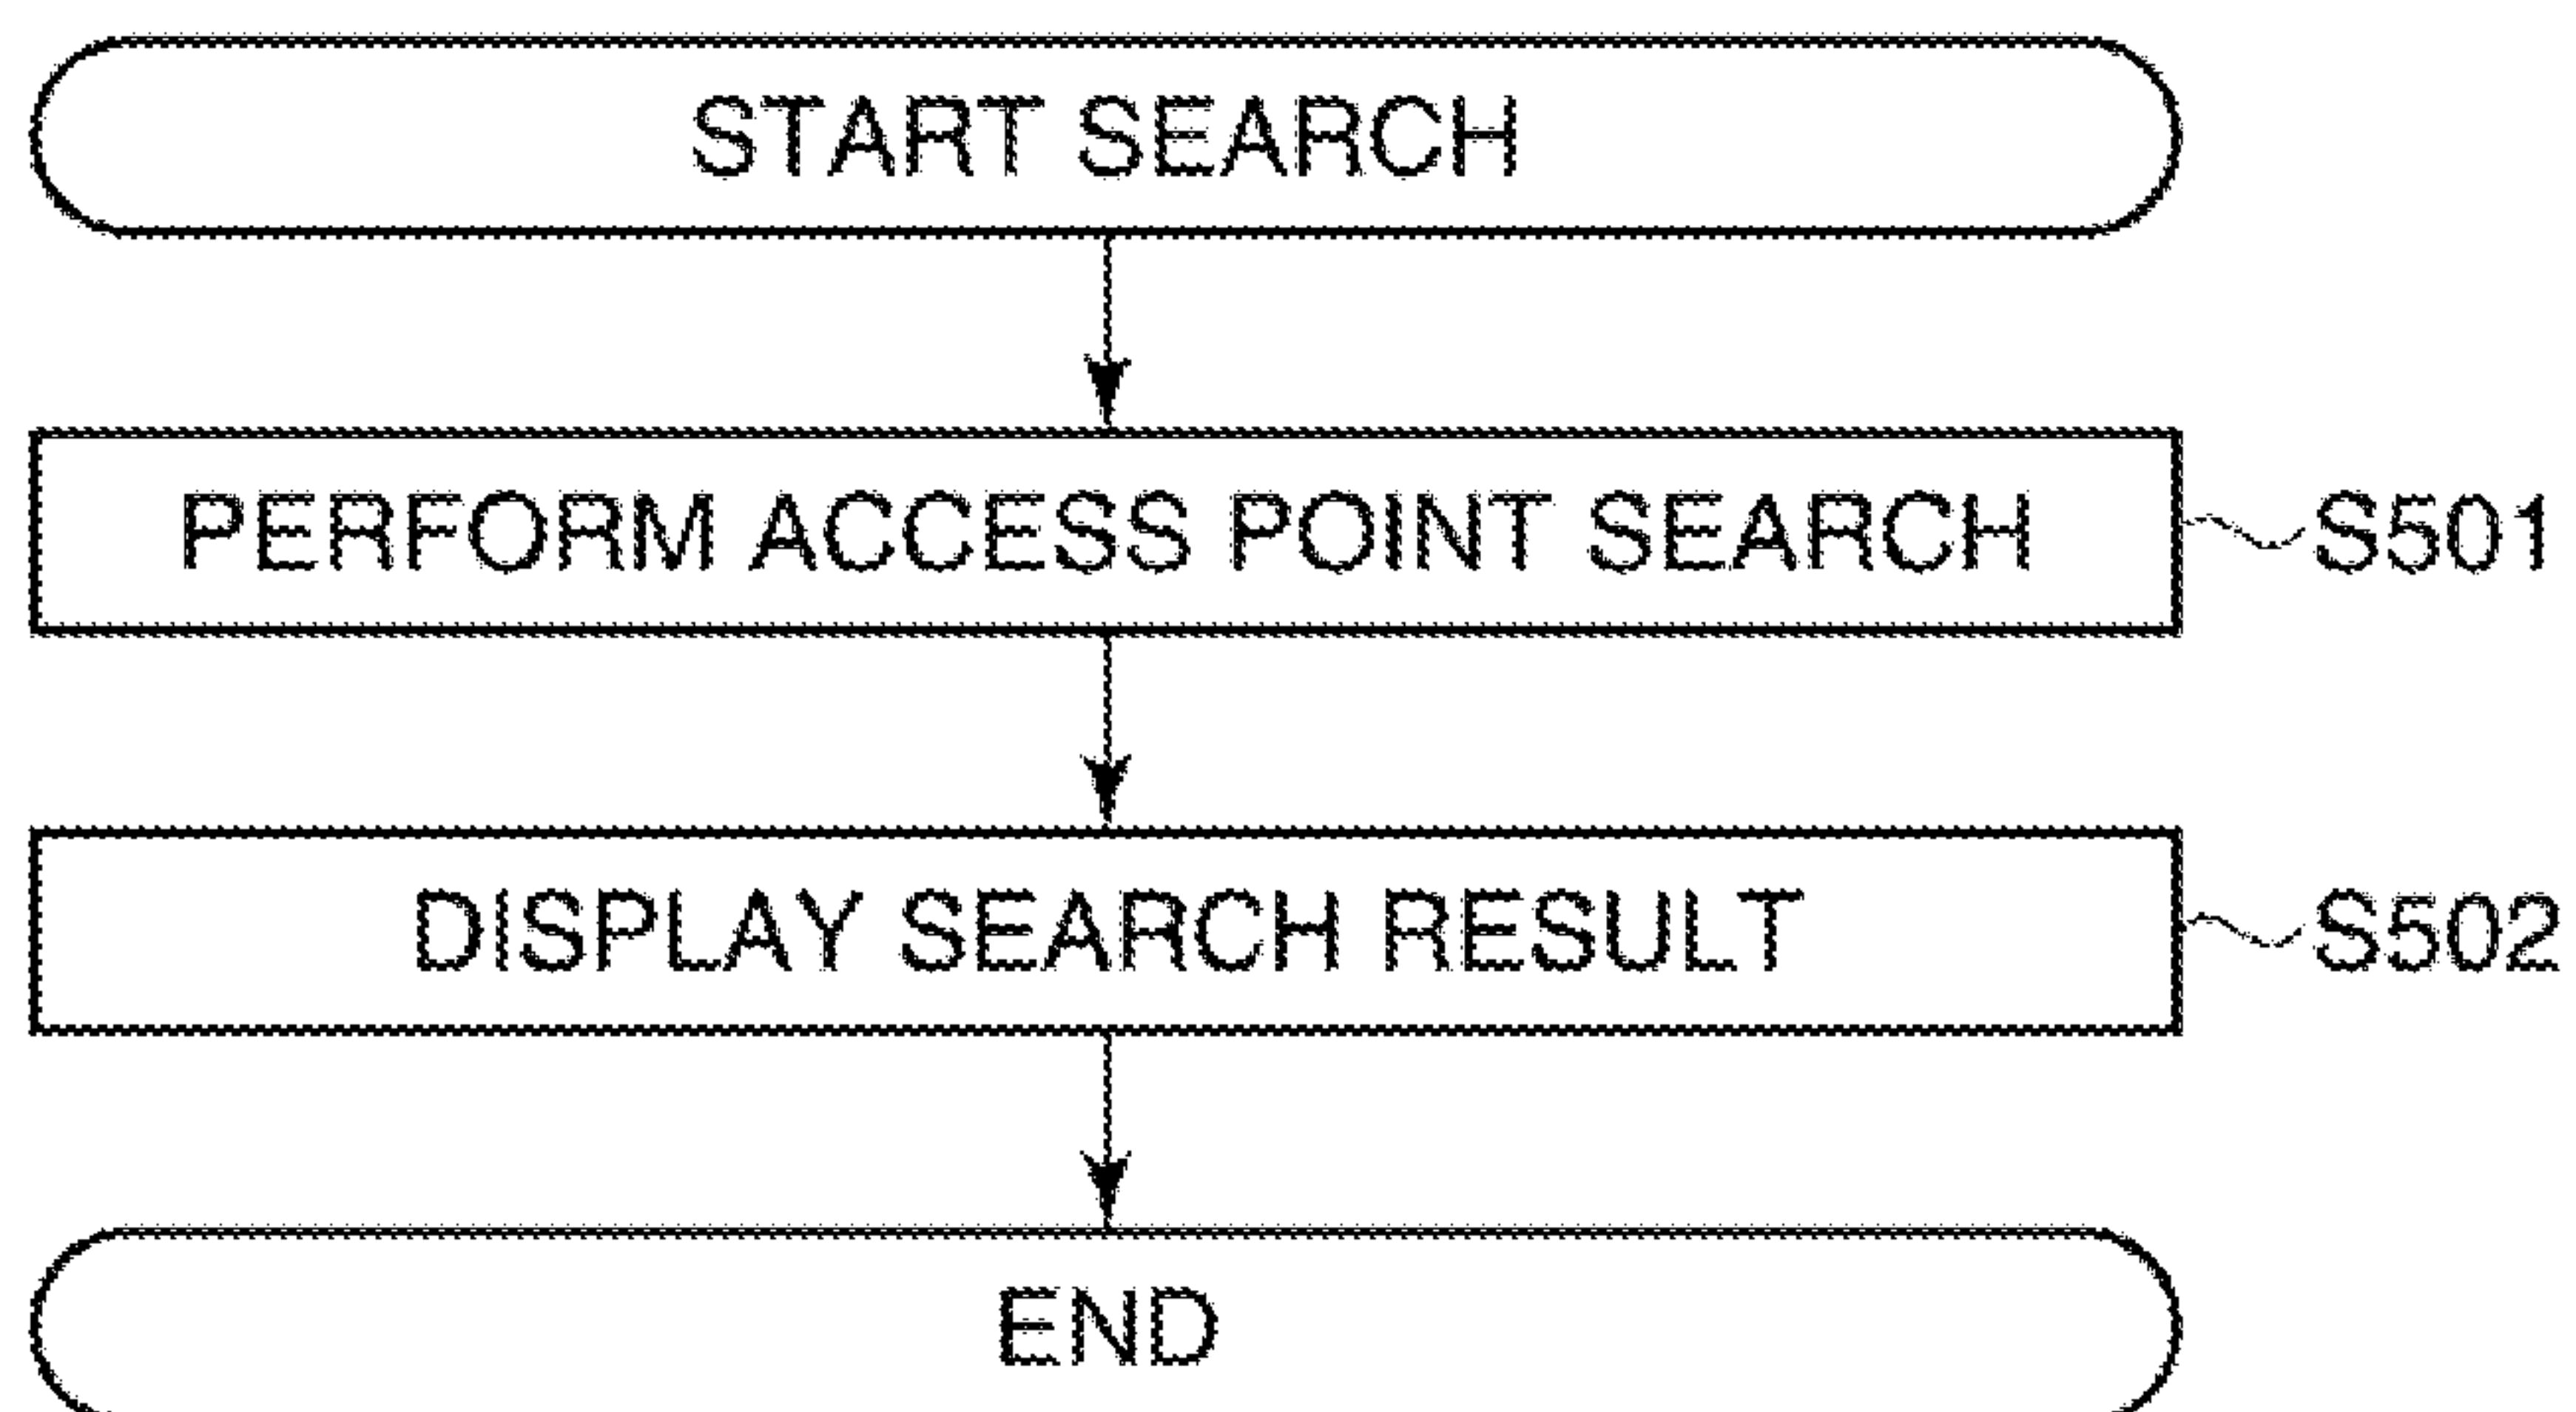 START SEARCH
PERFORM ACCESS POINT SEARCH S501
DISPLAY SEARCH RESULT S502
END